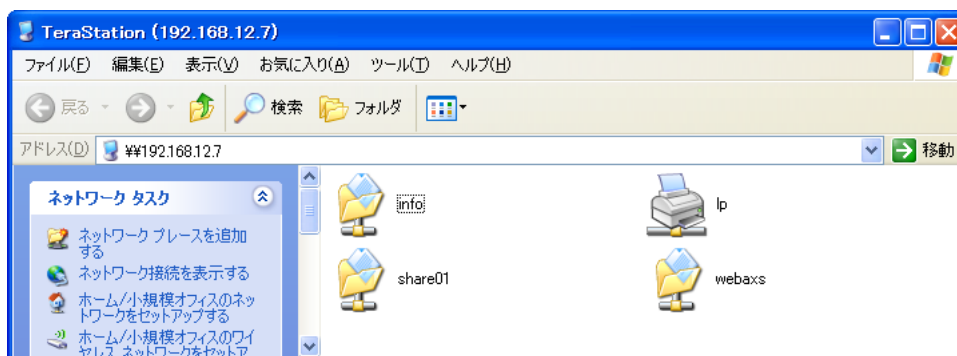 TeraStation (192.168.12.7)
ファイル(F) 編集(E) 表示(V) お気に入り(A) ツール(T) ヘルプ(H)
戻る 検索 フォルダ
アドレス(D) ¥¥192.168.12.7 移動
ネットワーク タスク
ネットワーク プレースを追加
する
ネットワーク接続を表示する
ホーム/小規模オフィスのネッ
トワークをセットアップする
ホーム/小規模オフィスのワイ
ヤレス ネットワークをセットア
info
lp
share01
webaxs